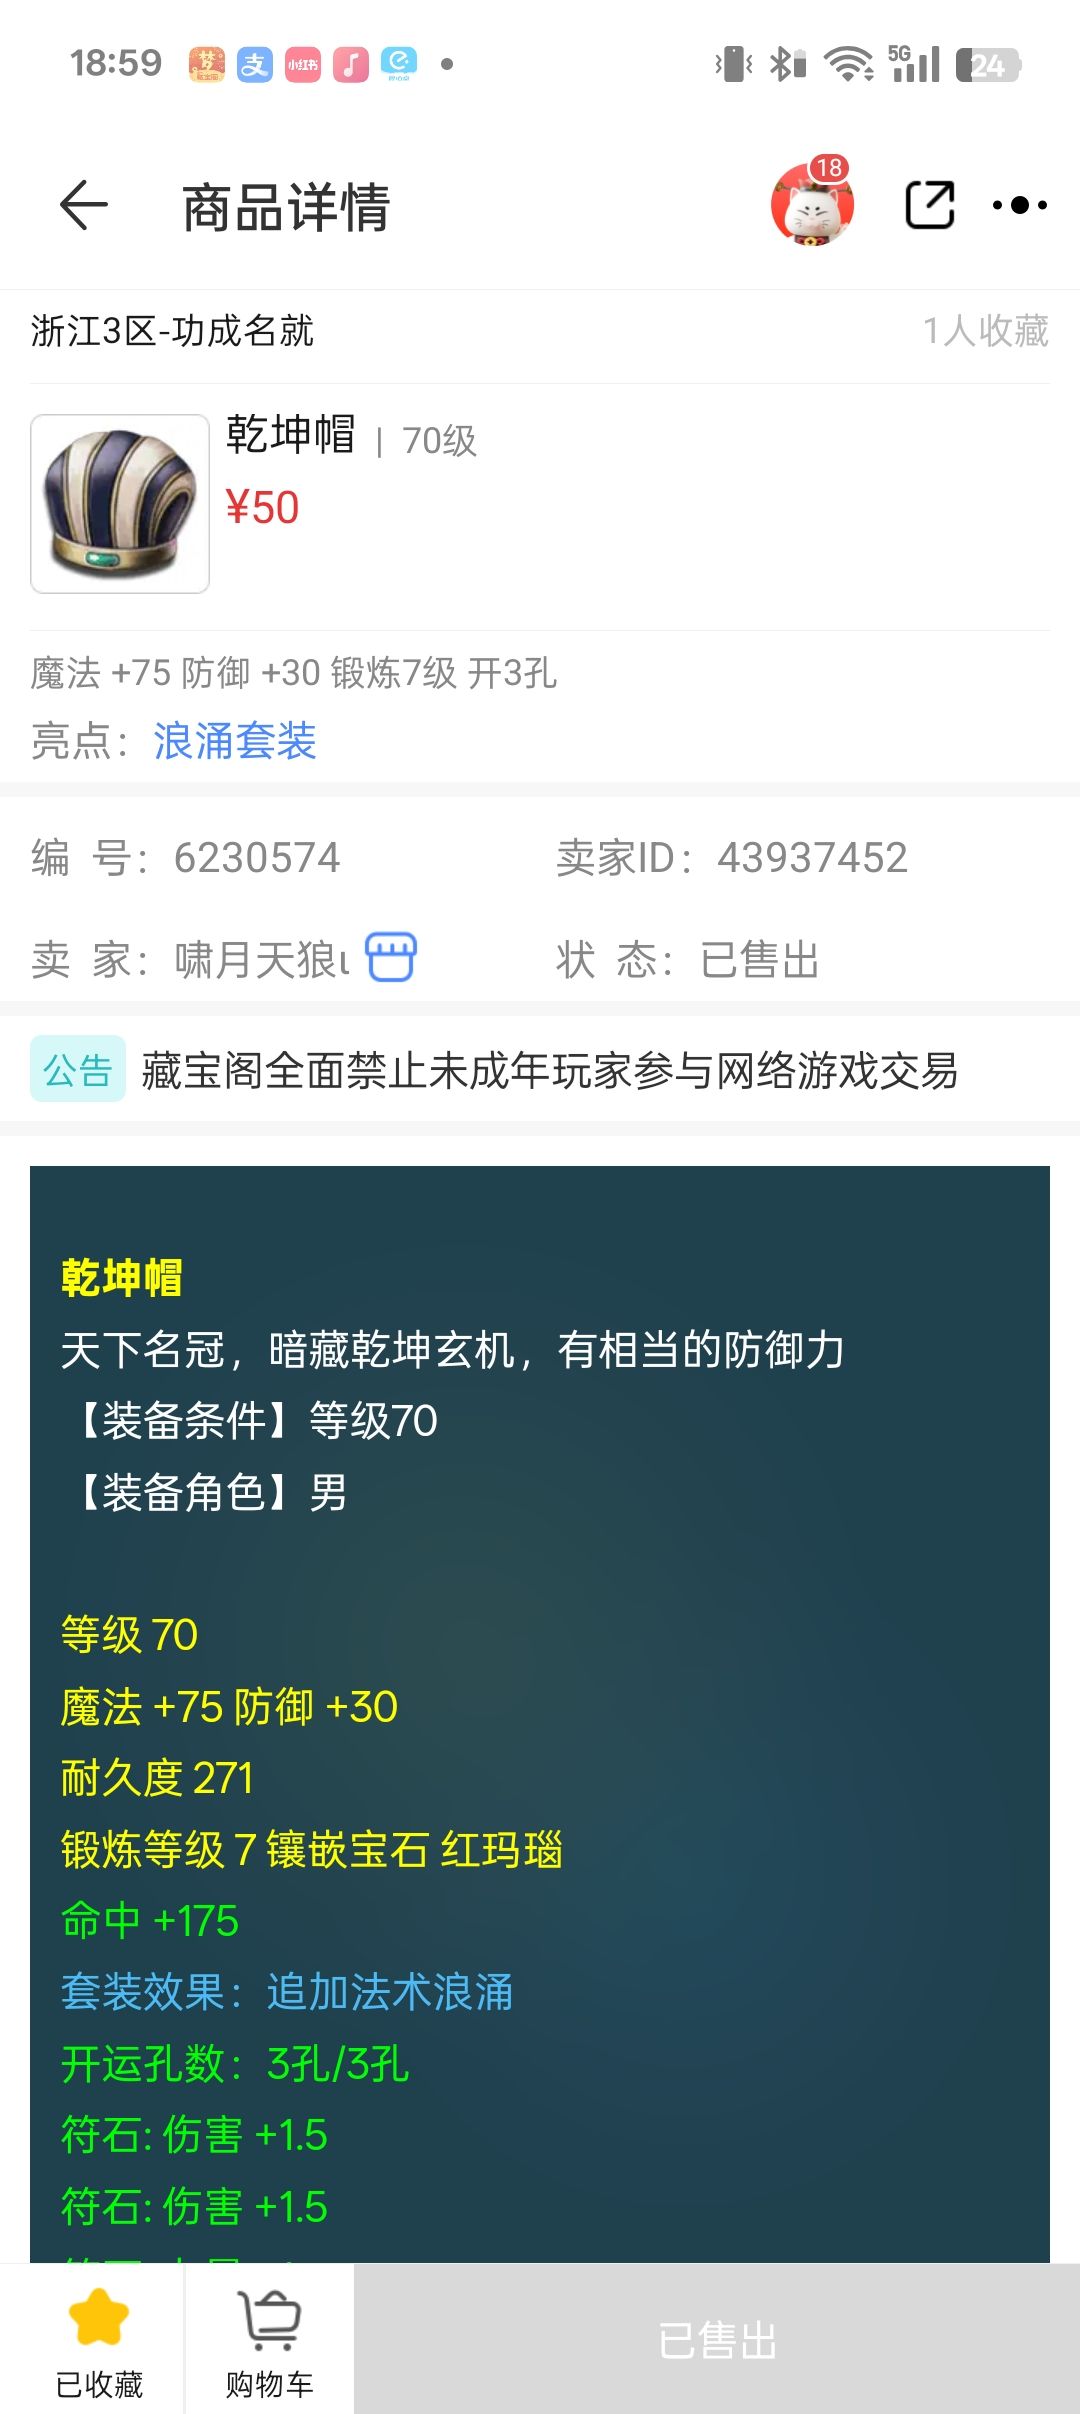 18:59
5G
24
商品详情
18
浙江3区-功成名就
1人收藏
乾坤帽 | 70级
¥50
魔法 +75 防御 +30 锻炼7级 开3孔
亮点：浪涌套装
编 号：6230574
卖家ID：43937452
卖 家：啸月天狼
状 态：已售出
公告 藏宝阁全面禁止未成年玩家参与网络游戏交易
乾坤帽
天下名冠，暗藏乾坤玄机，有相当的防御力
【装备条件】等级70
【装备角色】男
等级 70
魔法 +75 防御 +30
耐久度 271
锻炼等级 7 镶嵌宝石 红玛瑙
命中 +175
套装效果：追加法术浪涌
开运孔数：3孔/3孔
符石: 伤害 +1.5
符石: 伤害 +1.5
已收藏
购物车
已售出